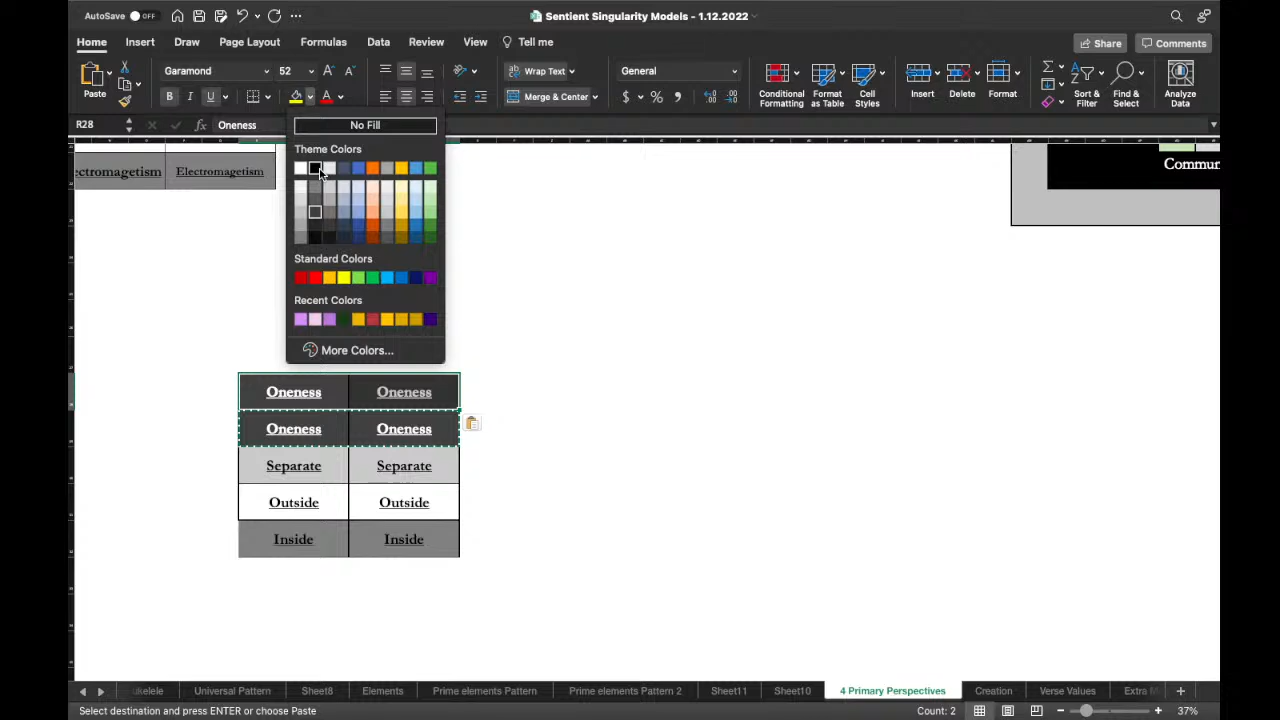 AutoSave OFF
Sentient Singularity Models - 1.12.2022
Home Insert Draw Page Layout Formulas Data Review View Tell me
Share Comments
Paste
Garamond 52
B I U
Wrap Text
Merge & Center
General
Conditional Formatting
Format as Table
Cell Styles
Insert
Delete
Format
Sort & Filter
Find & Select
Analyze Data
B28 fx Oneness
No Fill
Theme Colors
Standard Colors
Recent Colors
More Colors...
ectromagetism Electromagetism
Commun
Oneness Oneness
Oneness Oneness
Separate Separate
Outside Outside
Inside Inside
ukelele Universal Pattern Sheet8 Elements Prime elements Pattern Prime elements Pattern 2 Sheet11 Sheet10 4 Primary Perspectives Creation Verse Values Extra M
Select destination and press ENTER or choose Paste
Count: 2
37%